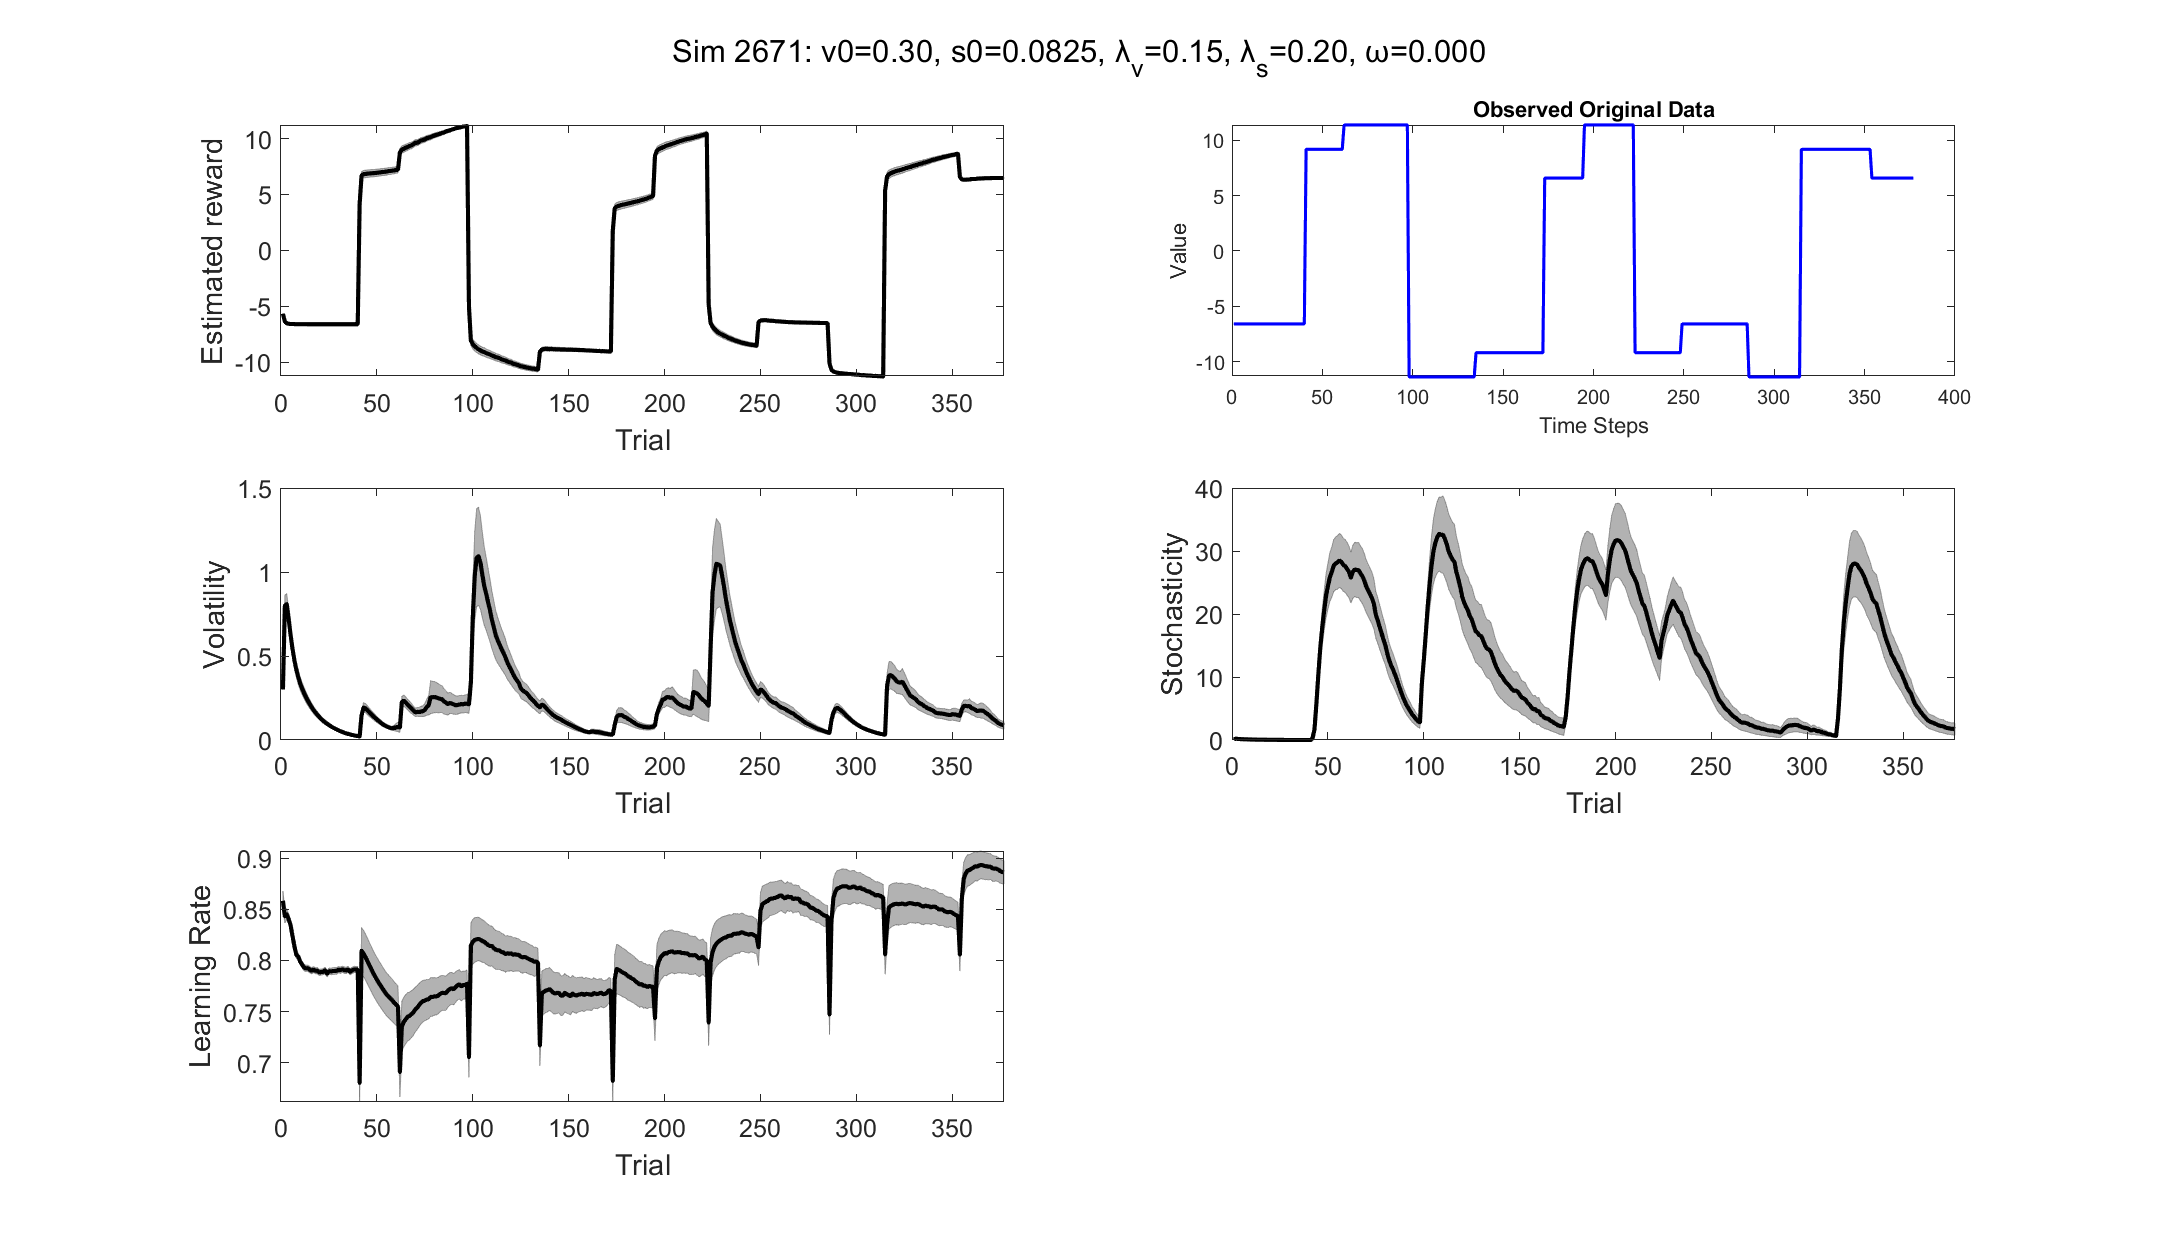 Sim 2671: v0=0.30, s0=0.0825, λ_v=0.15, λ_s=0.20, ω=0.000
Estimated reward
10
5
0
-5
-10
0 50 100 150 200 250 300 350
Trial
Observed Original Data
Value
10
5
0
-5
-10
0 50 100 150 200 250 300 350 400
Time Steps
Volatility
1.5
1
0.5
0
0 50 100 150 200 250 300 350
Trial
Stochasticity
40
30
20
10
0
0 50 100 150 200 250 300 350
Trial
Learning Rate
0.9
0.85
0.8
0.75
0.7
0 50 100 150 200 250 300 350
Trial